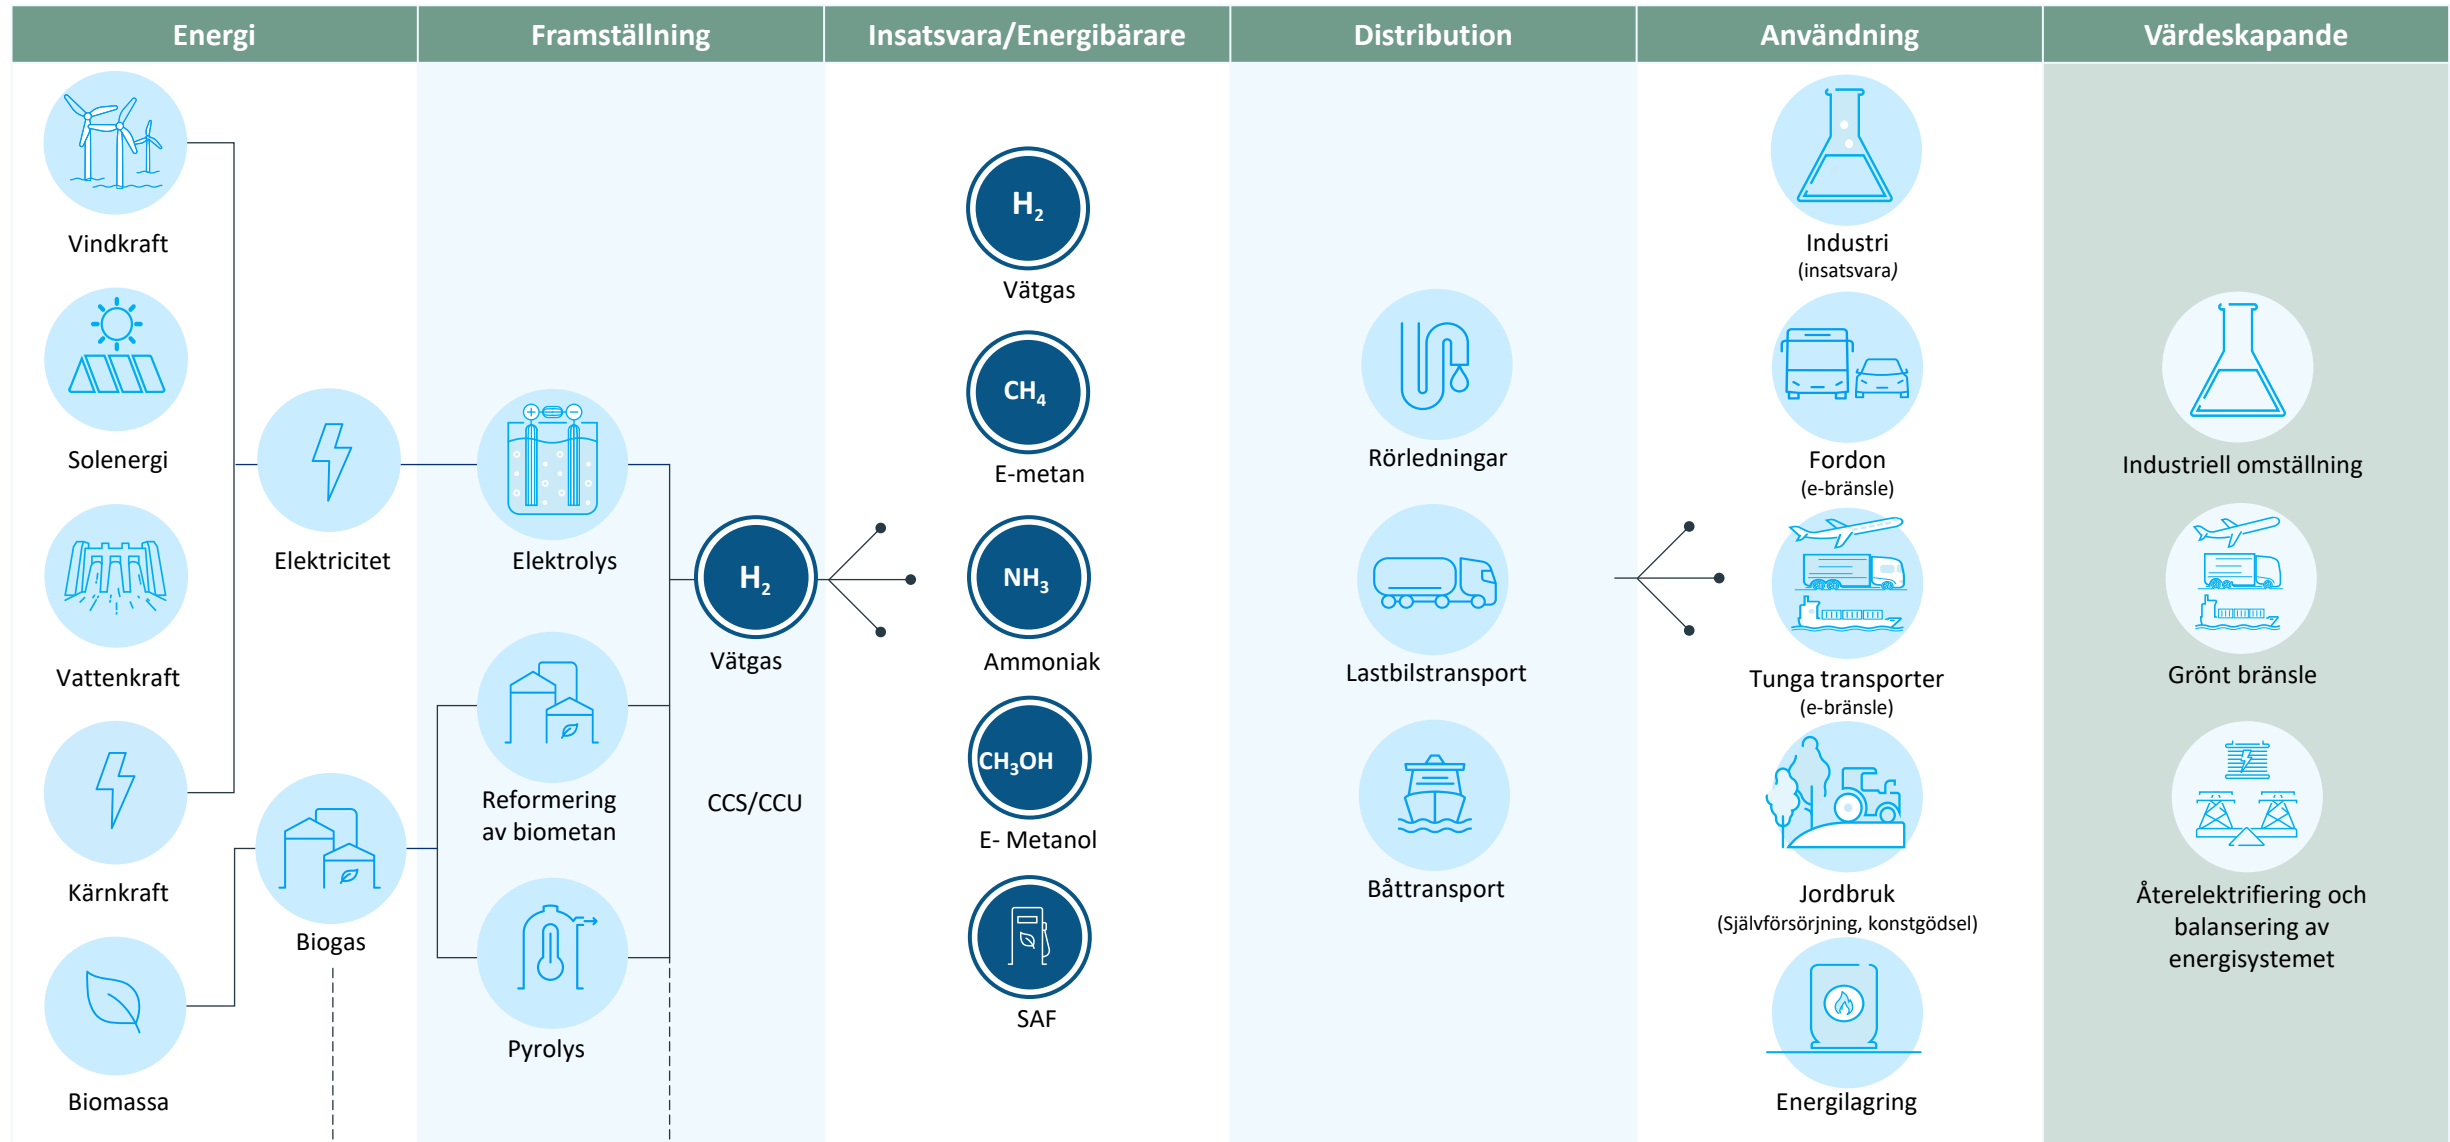 Energi
Framställning
Insatsvara/Energibärare
Distribution
Användning
Värdeskapande
Vindkraft
Solenergi
Vattenkraft
Kärnkraft
Biomassa
Elektricitet
Biogas
Elektrolys
Reformering
av biometan
Pyrolys
H₂
Vätgas
CCS/CCU
H₂
Vätgas
CH₄
E-metan
NH₃
Ammoniak
CH₃OH
E- Metanol
SAF
Rörledningar
Lastbilstransport
Båttransport
Industri
(insatsvara)
Fordon
(e-bränsle)
Tunga transporter
(e-bränsle)
Jordbruk
(Självförsörjning, konstgödsel)
Energilagring
Industriell omställning
Grönt bränsle
Återelektrifiering och
balansering av
energisystemet